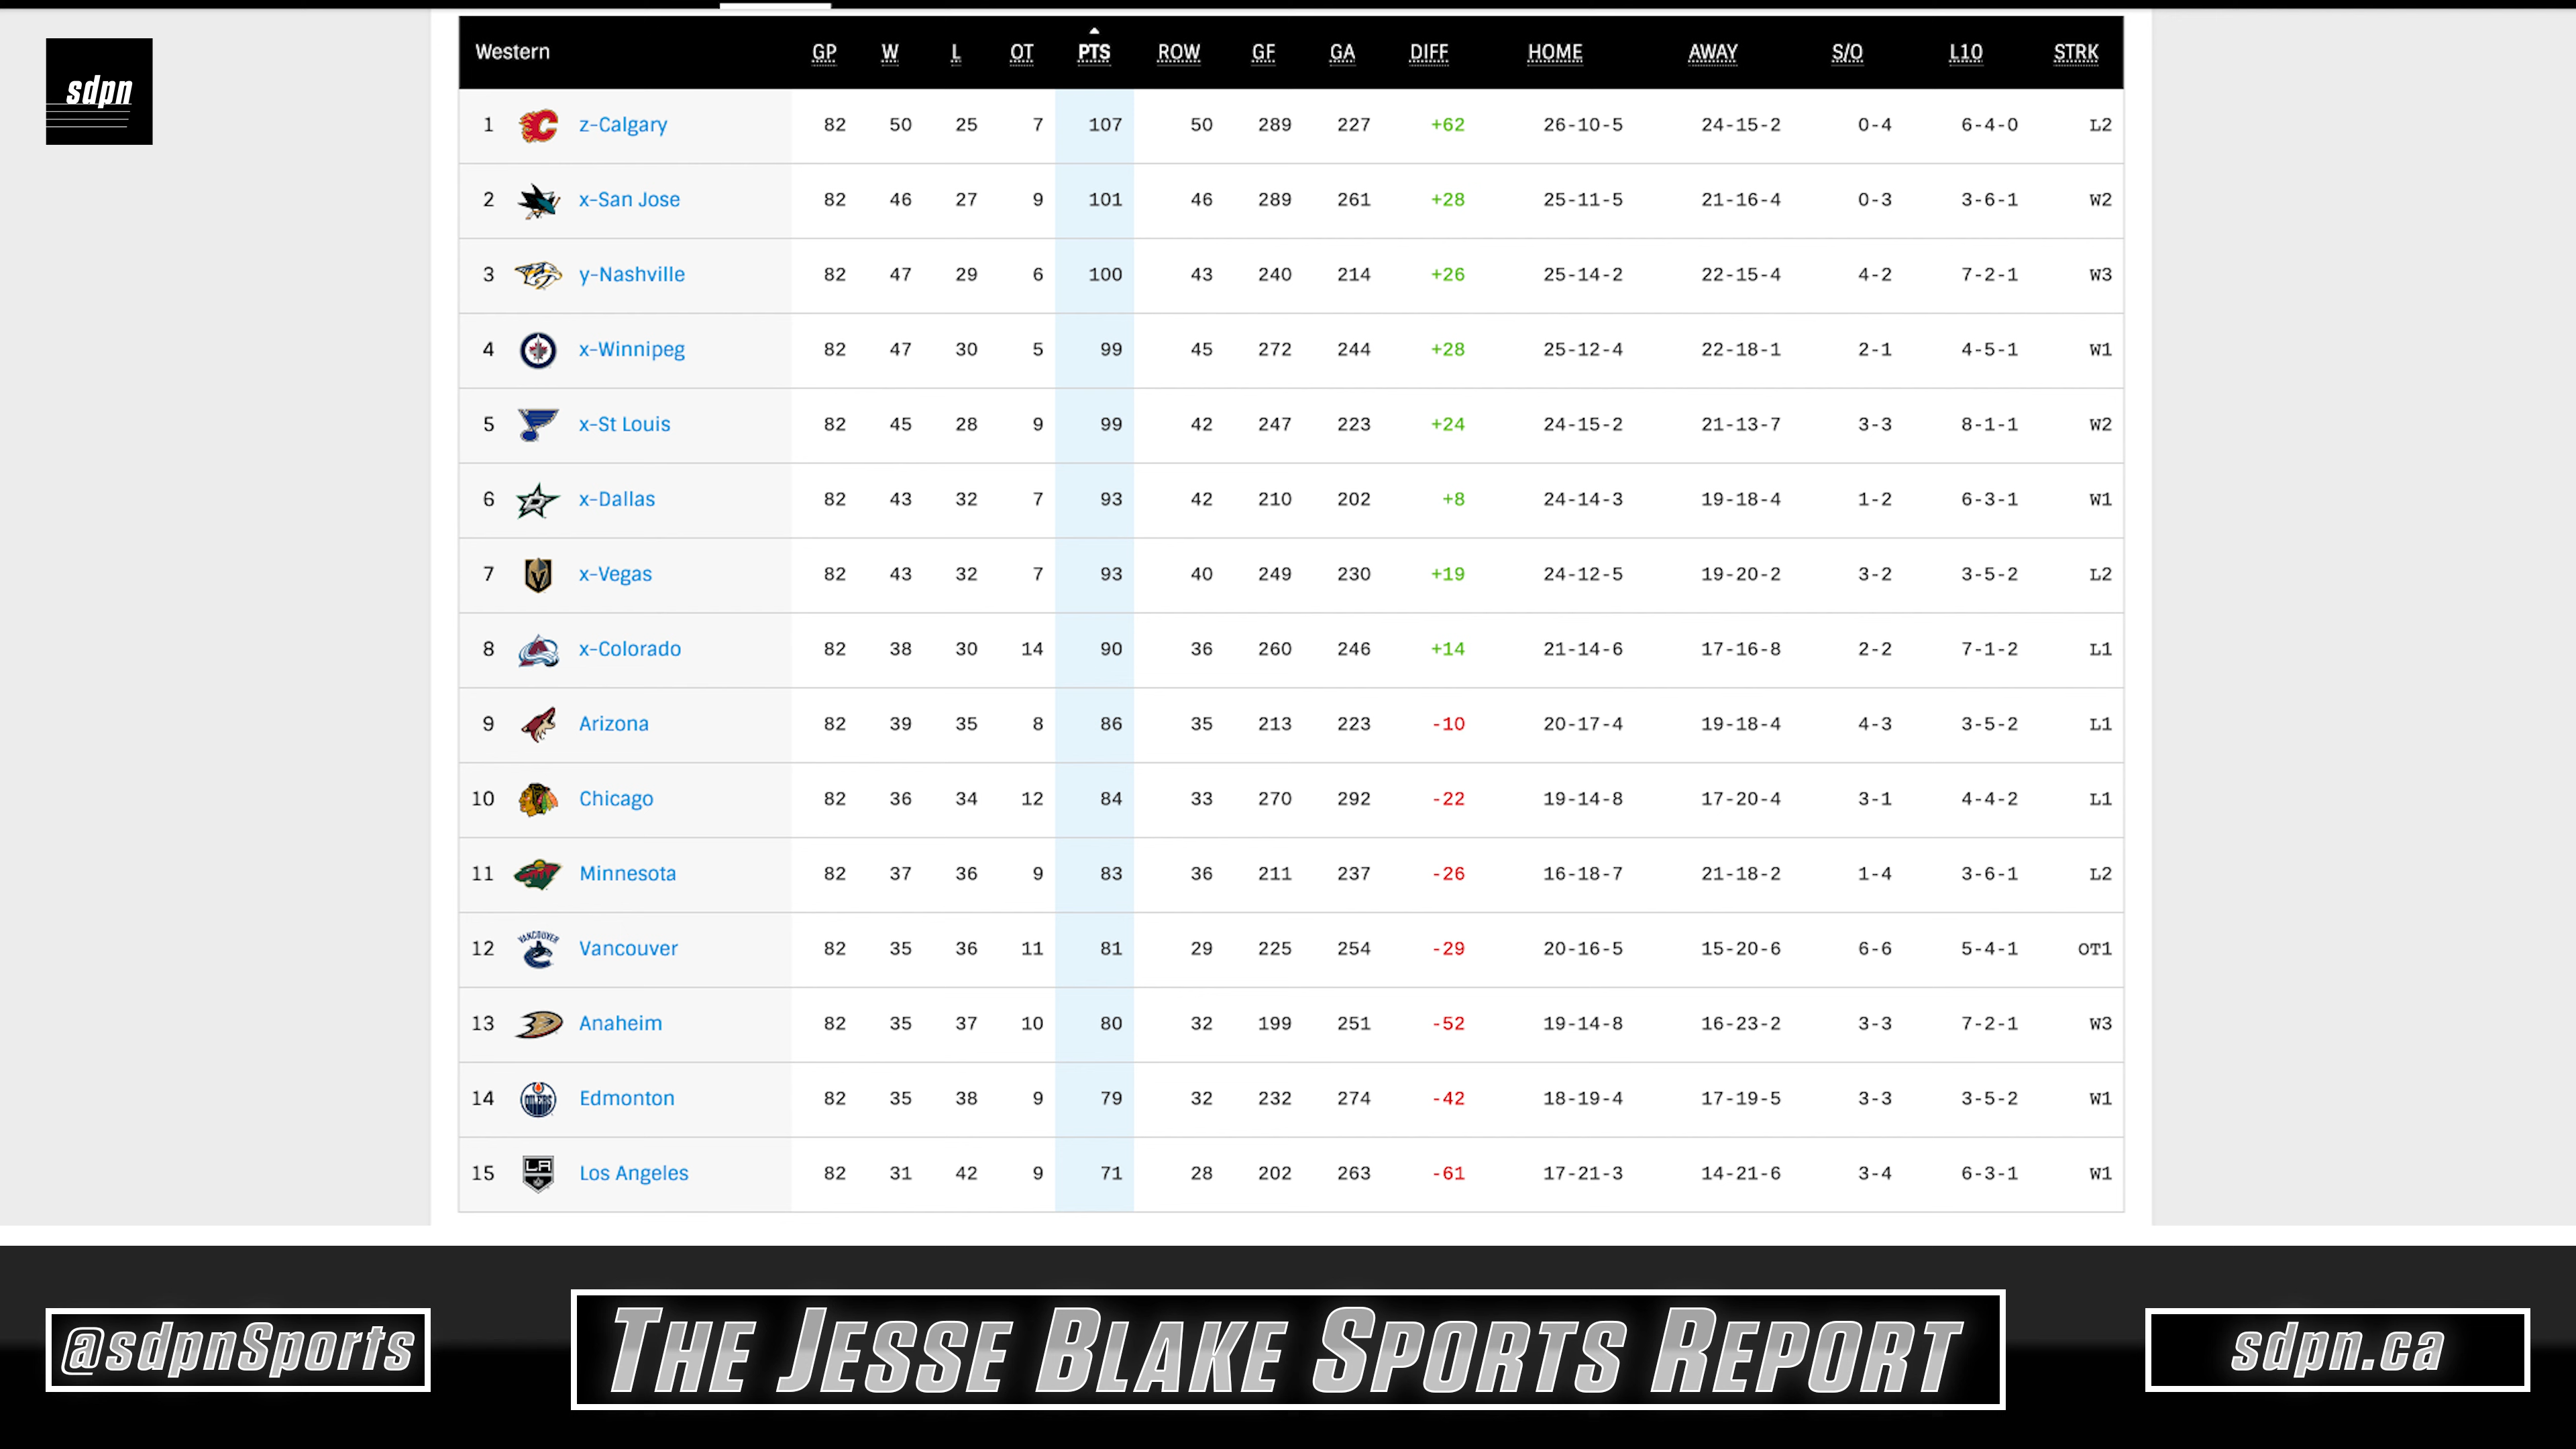 sdpn
Western GP W L OT PTS ROW GF GA DIFF HOME AWAY S/O L10 STRK
1 z-Calgary 82 50 25 7 107 50 289 227 +62 26-10-5 24-15-2 0-4 6-4-0 L2
2 x-San Jose 82 46 27 9 101 46 289 261 +28 25-11-5 21-16-4 0-3 3-6-1 W2
3 y-Nashville 82 47 29 6 100 43 240 214 +26 25-14-2 22-15-4 4-2 7-2-1 W3
4 x-Winnipeg 82 47 30 5 99 45 272 244 +28 25-12-4 22-18-1 2-1 4-5-1 W1
5 x-St Louis 82 45 28 9 99 42 247 223 +24 24-15-2 21-13-7 3-3 8-1-1 W2
6 x-Dallas 82 43 32 7 93 42 210 202 +8 24-14-3 19-18-4 1-2 6-3-1 W1
7 x-Vegas 82 43 32 7 93 40 249 230 +19 24-12-5 19-20-2 3-2 3-5-2 L2
8 x-Colorado 82 38 30 14 90 36 260 246 +14 21-14-6 17-16-8 2-2 7-1-2 L1
9 Arizona 82 39 35 8 86 35 213 223 -10 20-17-4 19-18-4 4-3 3-5-2 L1
10 Chicago 82 36 34 12 84 33 270 292 -22 19-14-8 17-20-4 3-1 4-4-2 L1
11 Minnesota 82 37 36 9 83 36 211 237 -26 16-18-7 21-18-2 1-4 3-6-1 L2
VANCOUVER
12 Vancouver 82 35 36 11 81 29 225 254 -29 20-16-5 15-20-6 6-6 5-4-1 OT1
13 Anaheim 82 35 37 10 80 32 199 251 -52 19-14-8 16-23-2 3-3 7-2-1 W3
14 OILERS Edmonton 82 35 38 9 79 32 232 274 -42 18-19-4 17-19-5 3-3 3-5-2 W1
15 LA Los Angeles 82 31 42 9 71 28 202 263 -61 17-21-3 14-21-6 3-4 6-3-1 W1
@sdpnSports
THE JESSE BLAKE SPORTS REPORT
sdpn.ca